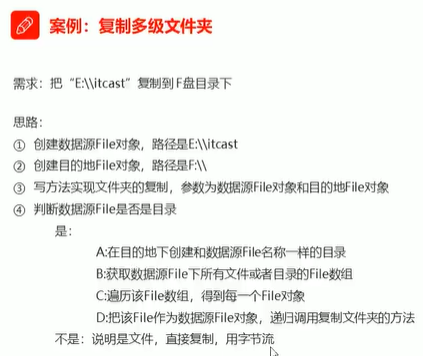 案例：复制多级文件夹
需求：把“E:\\itcast”复制到 F盘目录下
思路：
① 创建数据源File对象，路径是E:\\itcast
② 创建目的地File对象，路径是F:\\
③ 写方法实现文件夹的复制，参数为数据源File对象和目的地File对象
④ 判断数据源File是否是目录
是：
A:在目的地下创建和数据源File名称一样的目录
B:获取数据源File下所有文件或者目录的File数组
C:遍历该File数组，得到每一个File对象
D:把该File作为数据源File对象，递归调用复制文件夹的方法
不是：说明是文件，直接复制，用字节流